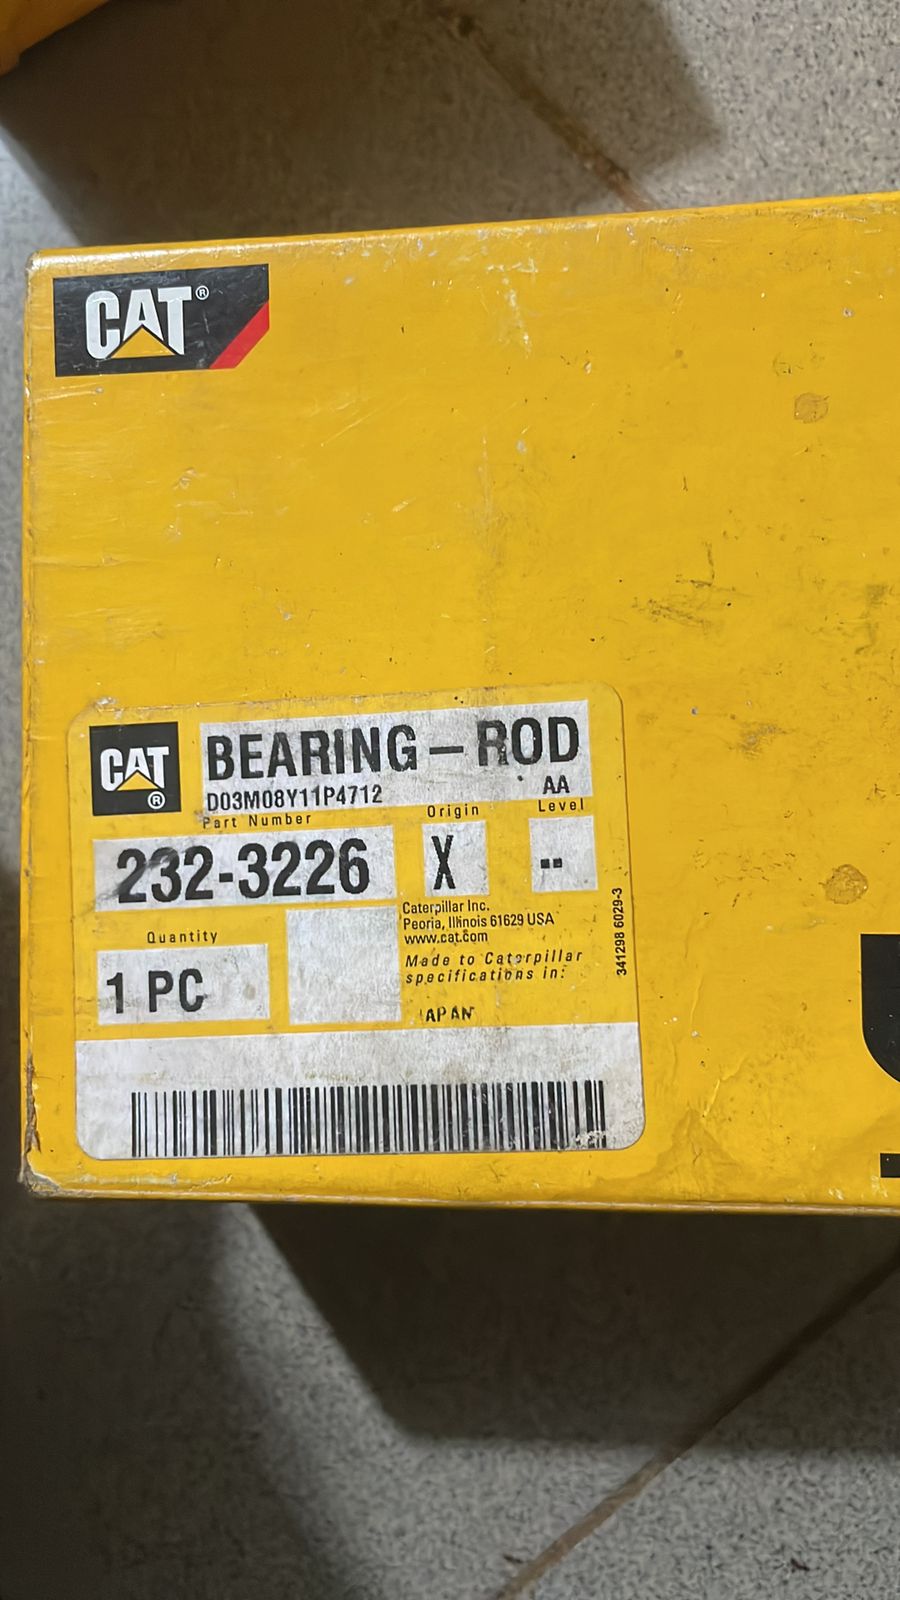 CAT®
CAT®
BEARING – ROD
D03M08Y11P4712 AA
Part Number Origin Level
232-3226 X --
Caterpillar Inc.
Peoria, Illinois 61629 USA
www.cat.com
Quantity
1 PC
Made to Caterpillar
specifications in:
APAN
341298 6029-3